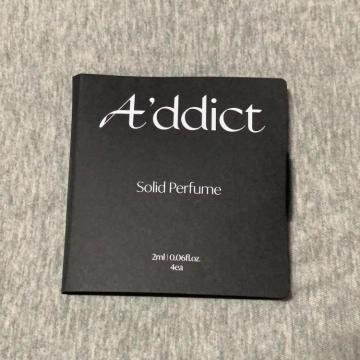 A'ddict
Solid Perfume
2ml | 0.06fl.oz.
4ea